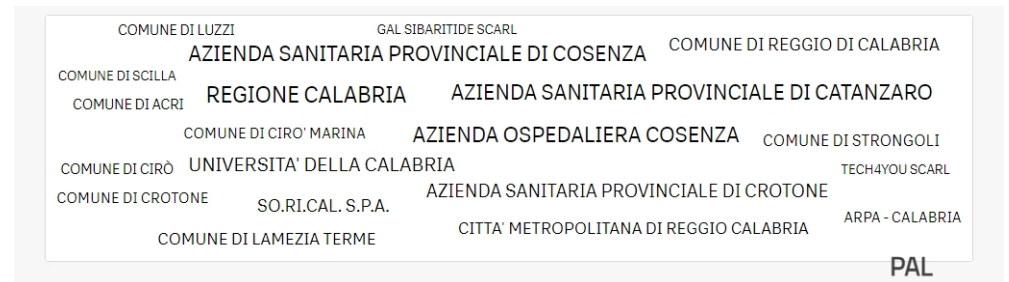 COMUNE DI LUZZI
GAL SIBARITIDE SCARL
AZIENDA SANITARIA PROVINCIALE DI COSENZA
COMUNE DI REGGIO DI CALABRIA
COMUNE DI SCILLA
REGIONE CALABRIA
AZIENDA SANITARIA PROVINCIALE DI CATANZARO
COMUNE DI ACRI
COMUNE DI CIRO' MARINA
AZIENDA OSPEDALIERA COSENZA
COMUNE DI STRONGOLI
COMUNE DI CIRÒ
UNIVERSITA' DELLA CALABRIA
TECH4YOU SCARL
COMUNE DI CROTONE
SO.RI.CAL. S.P.A.
AZIENDA SANITARIA PROVINCIALE DI CROTONE
ARPA - CALABRIA
COMUNE DI LAMEZIA TERME
CITTA' METROPOLITANA DI REGGIO CALABRIA
PAL